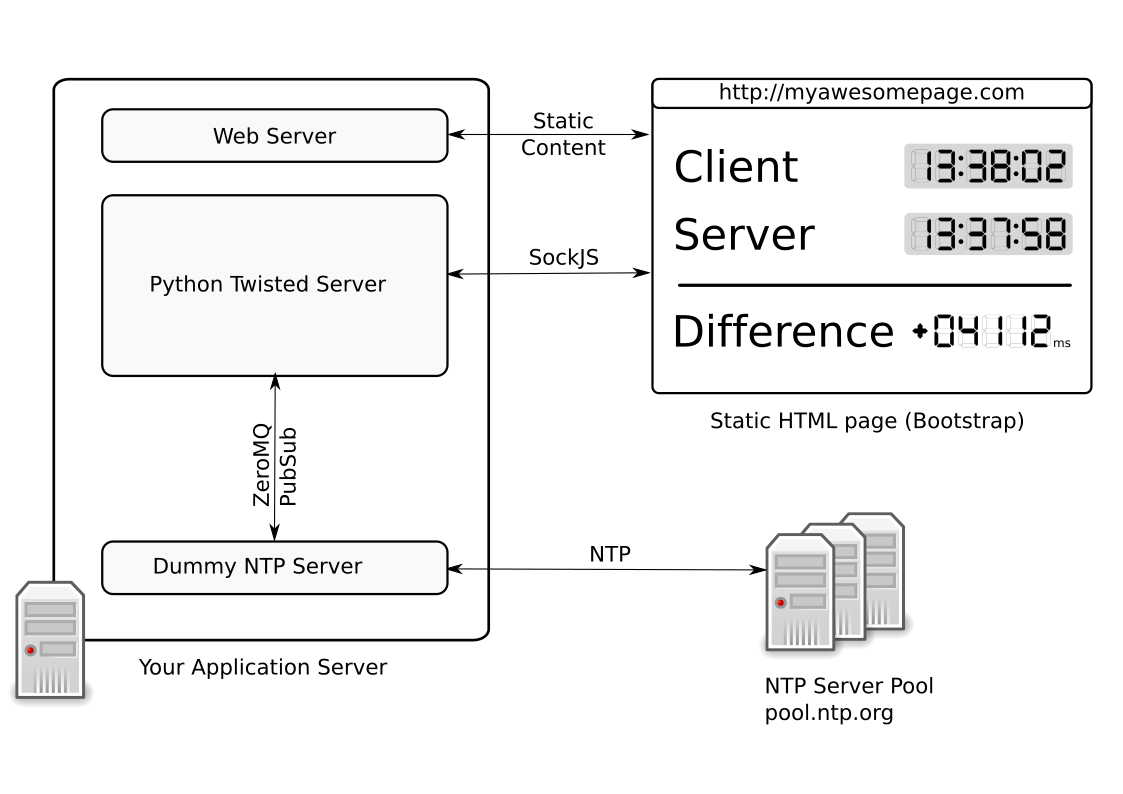 http://myawesomepage.com
Web Server
Static
Content
Client 13:38:02
Server 13:37:58
Python Twisted Server
SockJS
Difference +04112 ms
Static HTML page (Bootstrap)
ZeroMQ
PubSub
Dummy NTP Server
NTP
Your Application Server
NTP Server Pool
pool.ntp.org